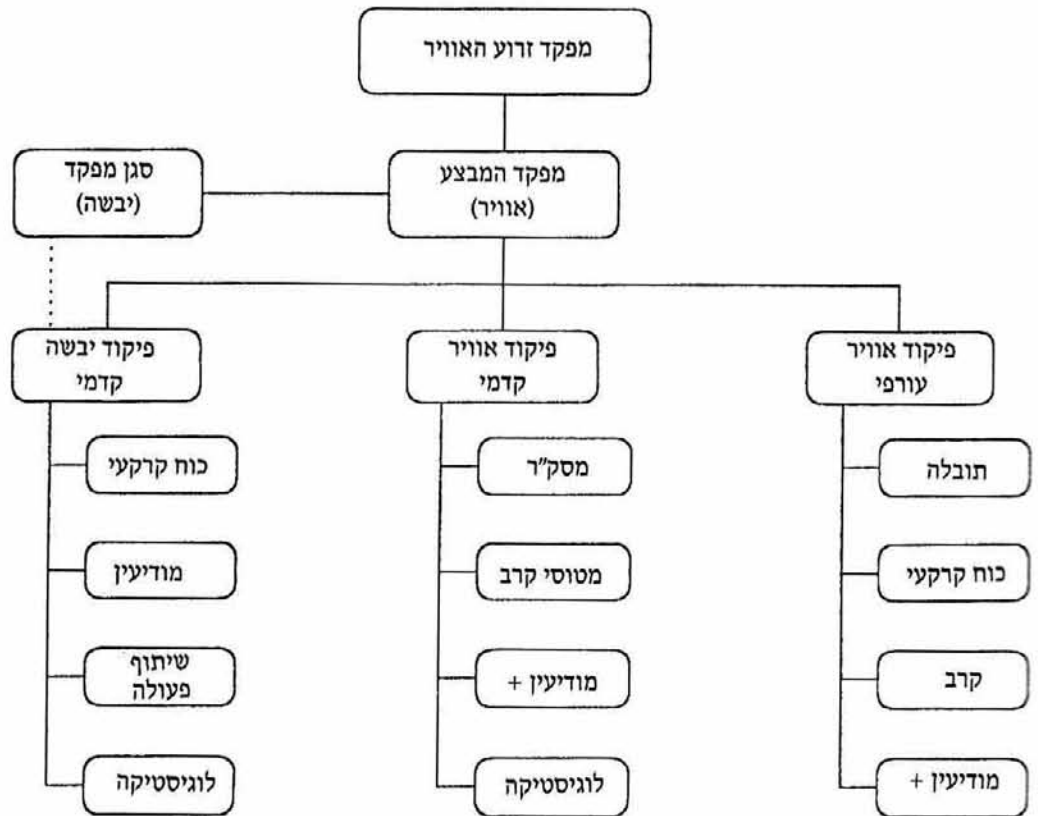 מפקד זרוע האוויר
מפקד המבצע
(אוויר)
סגן מפקד
(יבשה)
פיקוד אוויר
עורפי
פיקוד אוויר
קדמי
פיקוד יבשה
קדמי
תובלה
כוח קרקעי
קרב
מודיעין +
מסק״ר
מטוסי קרב
מודיעין +
לוגיסטיקה
כוח קרקעי
מודיעין
שיתוף
פעולה
לוגיסטיקה